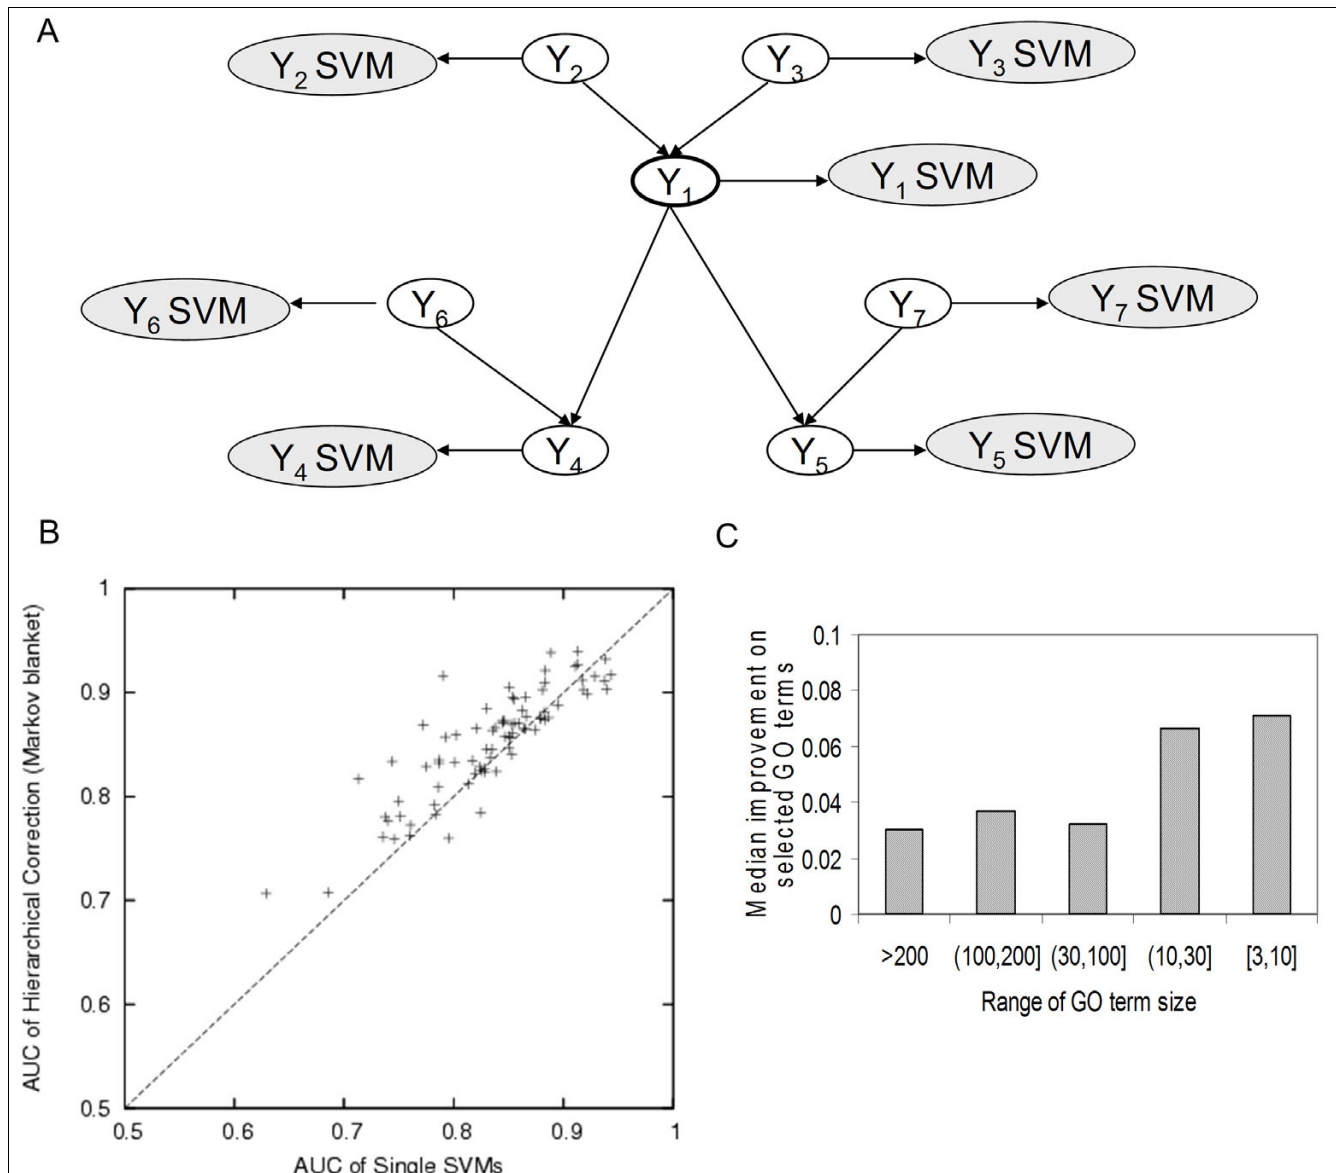 A
Y2 SVM
Y2
Y3
Y3 SVM
Y1
Y1 SVM
Y6 SVM
Y6
Y7
Y7 SVM
Y4 SVM
Y4
Y5
Y5 SVM
B
AUC of Hierarchical Correction (Markov blanket)
1
0.9
0.8
0.7
0.6
0.5
0.5 0.6 0.7 0.8 0.9 1
AUC of Single SVMs
C
Median improvement on
selected GO terms
0.1
0.08
0.06
0.04
0.02
0
>200 (100,200] (30,100] (10,30] [3,10]
Range of GO term size